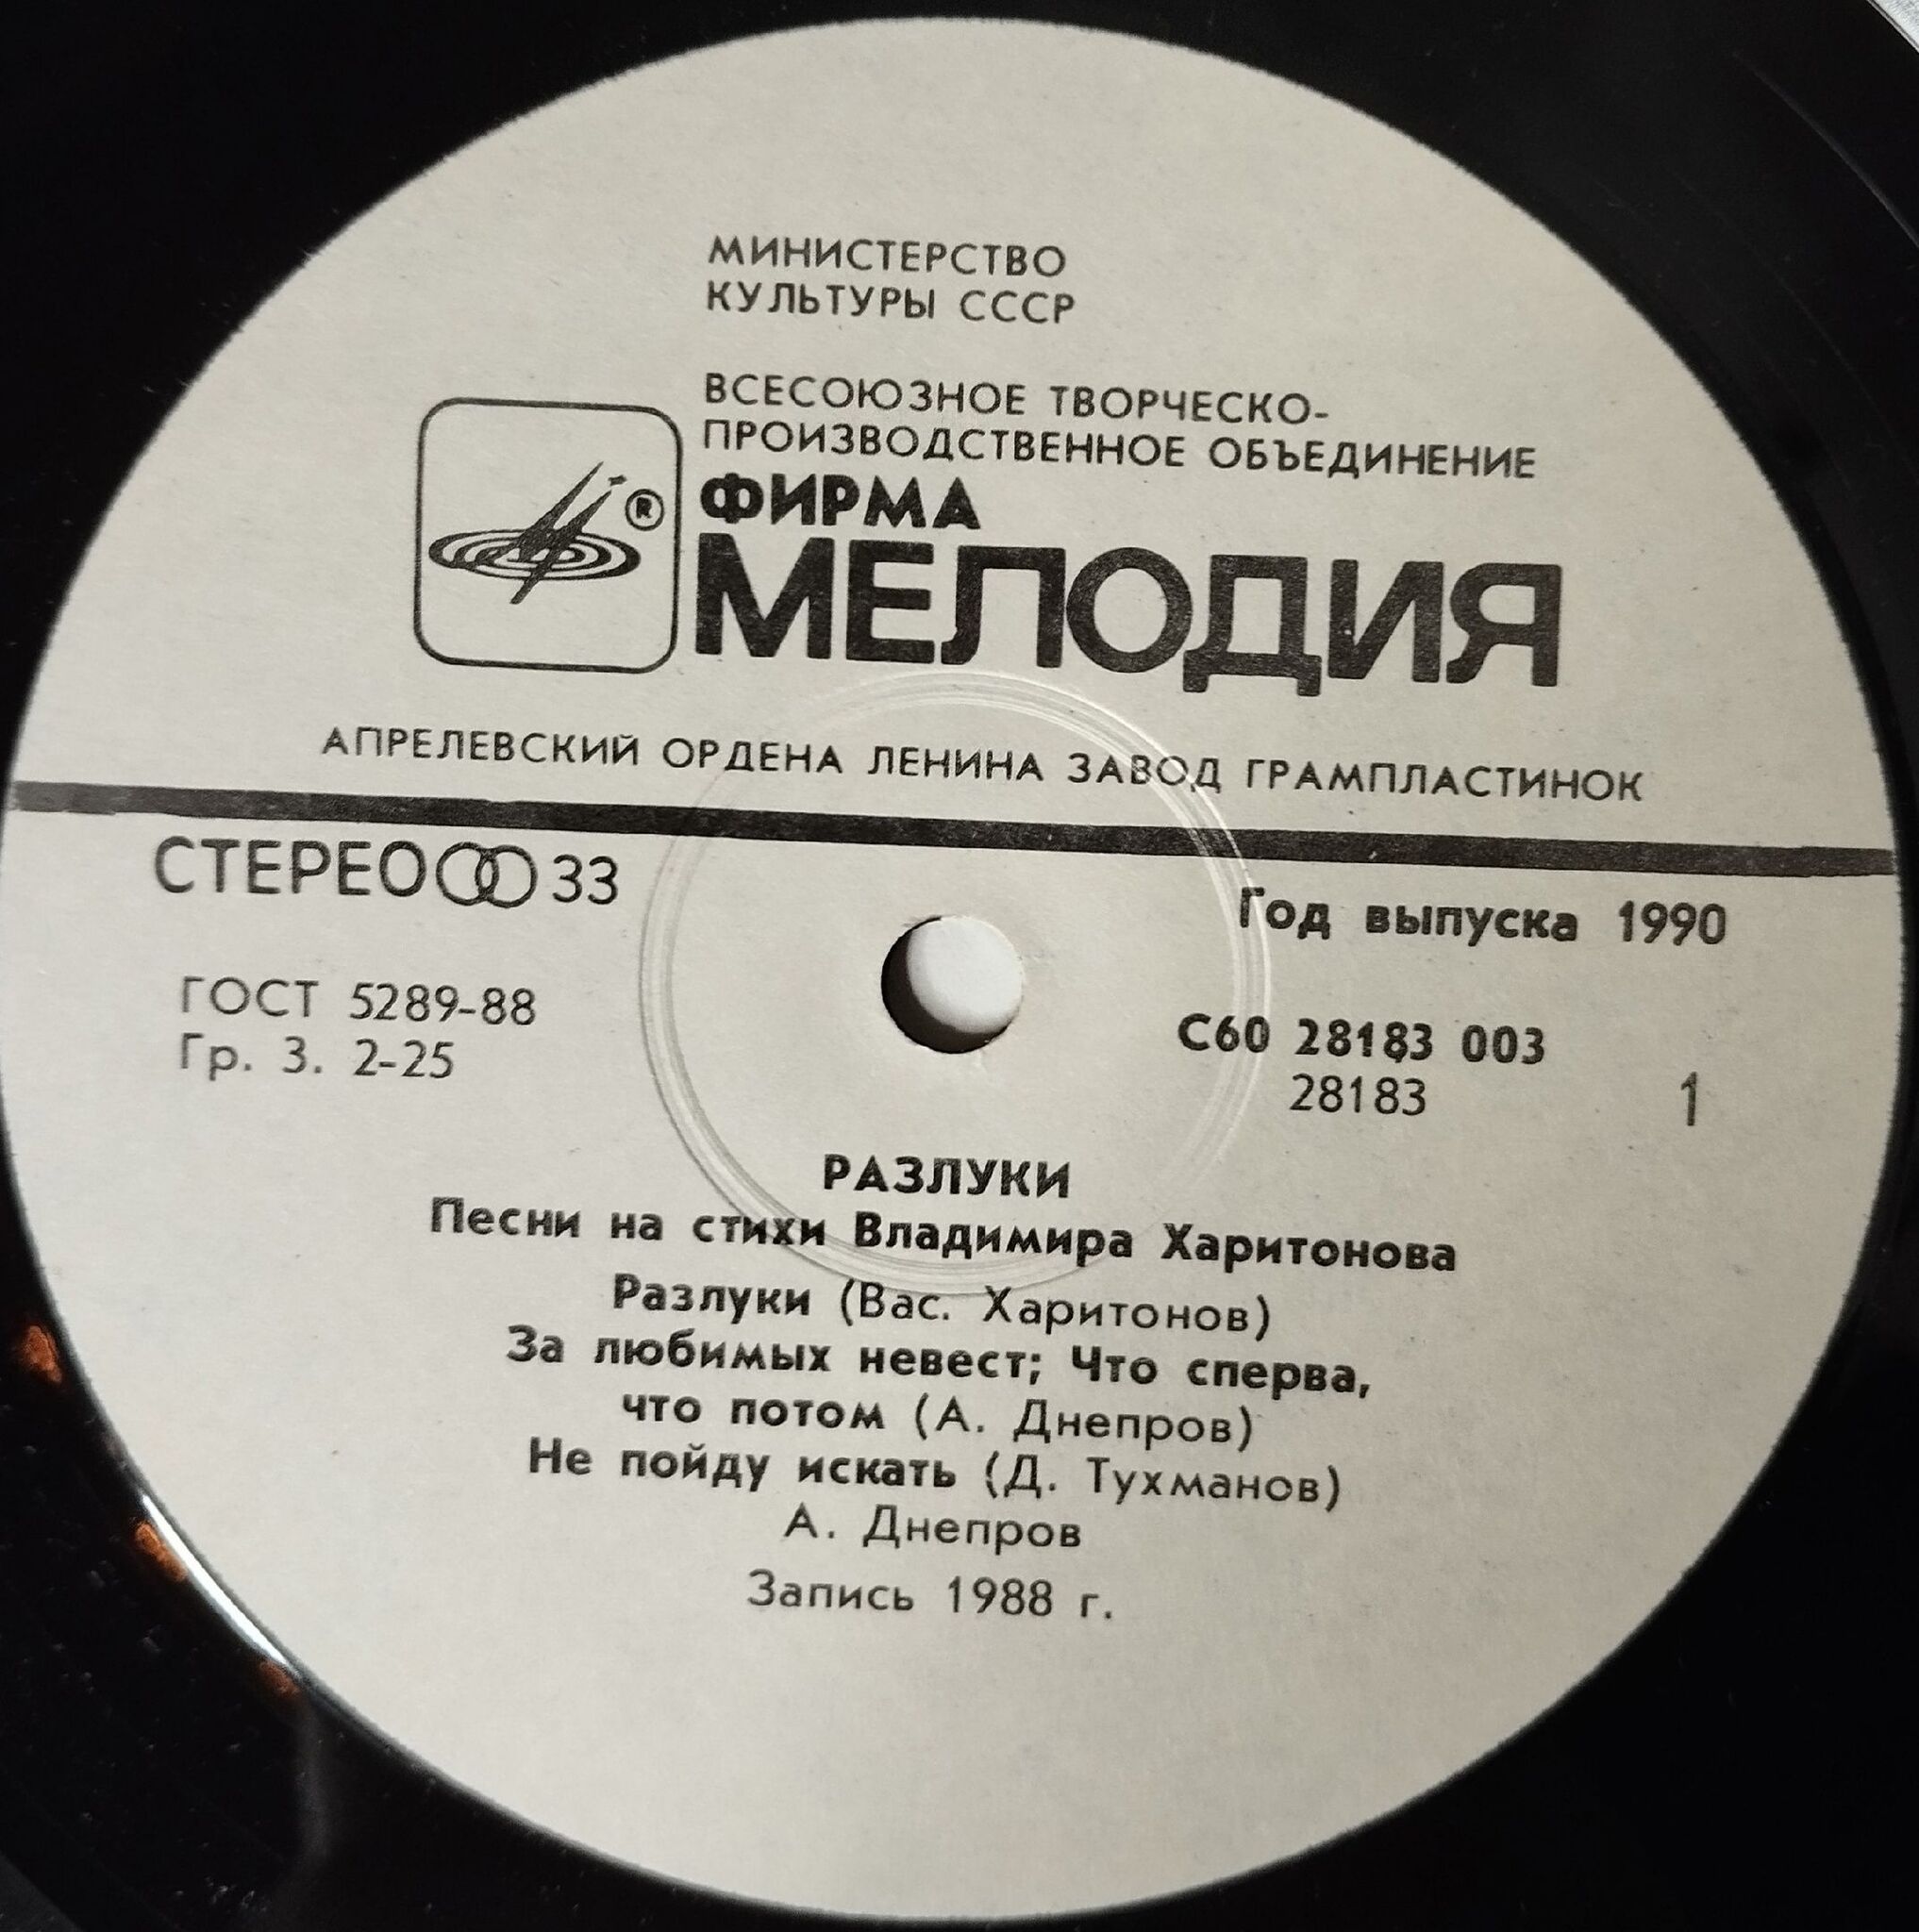 МИНИСТЕРСТВО
КУЛЬТУРЫ СССР
ВСЕСОЮЗНОЕ ТВОРЧЕСКО-
ПРОИЗВОДСТВЕННОЕ ОБЪЕДИНЕНИЕ
ФИРМА
®
МЕЛОДИЯ
АПРЕЛЕВСКИЙ ОРДЕНА ЛЕНИНА ЗАВОД ГРАМПЛАСТИНОК
СТЕРЕО 33
Год выпуска 1990
ГОСТ 5289-88
Гр. 3. 2-25
С60 28183 003
28183
1
РАЗЛУКИ
Песни на стихи Владимира Харитонова
Разлуки (Вас. Харитонов)
За любимых невест; Что сперва,
что потом (А. Днепров)
Не пойду искать (Д. Тухманов)
А. Днепров
Запись 1988 г.